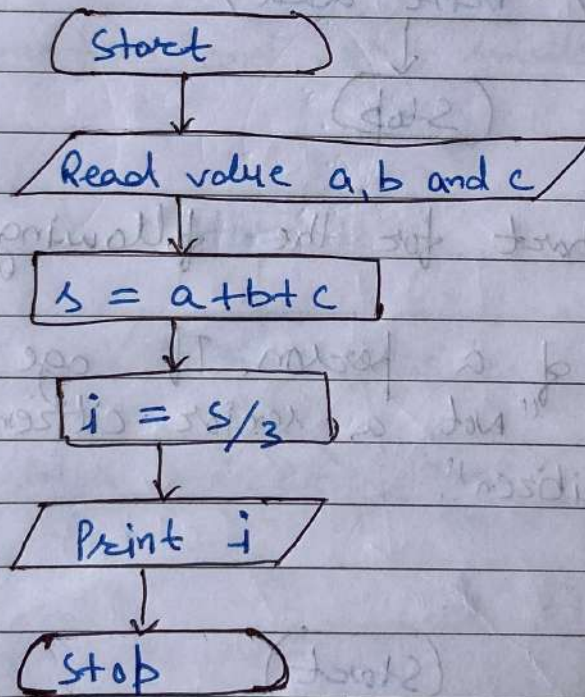 Start
Read value a, b and c
s = a+b+c
i = s/3
Print i
Stop